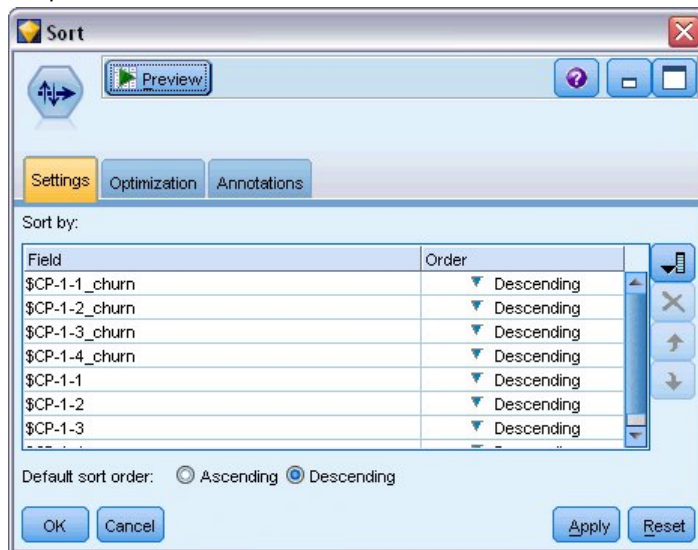 Sort
Preview
Settings Optimization Annotations
Sort by:
Field Order
$CP-1-1_churn Descending
$CP-1-2_churn Descending
$CP-1-3_churn Descending
$CP-1-4_churn Descending
$CP-1-1 Descending
$CP-1-2 Descending
$CP-1-3 Descending
Default sort order: Ascending Descending
OK Cancel Apply Reset